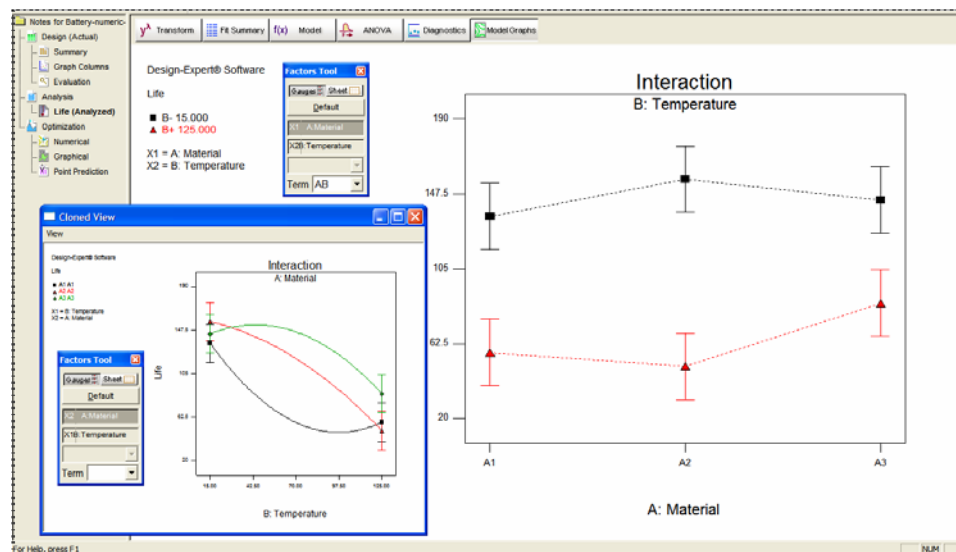 Notes for Battery-numeric-
Design (Actual)
Summary
Graph Columns
Evaluation
Analysis
Life (Analyzed)
Optimization
Numerical
Graphical
Point Prediction
yλ Transform
Fit Summary
f(x) Model
ANOVA
Diagnostics
Model Graphs
Design-Expert® Software
Life
B- 15.000
B+ 125.000
X1 = A: Material
X2 = B: Temperature
Factors Tool
Gauges Sheet
Default
X1 A:Material
X2B:Temperature
Term AB
Interaction
B: Temperature
190
147.5
105
62.5
20
A1 A2 A3
A: Material
Cloned View
View
Design-Expert® Software
Life
A1 A1
A2 A2
A3 A3
X1 = B: Temperature
X2 = A: Material
Factors Tool
Gauges Sheet
Default
X2 A:Material
X1B:Temperature
Term
Interaction
A: Material
Life
190
147.5
105
62.5
20
15.00 42.50 70.00 97.50 125.00
B: Temperature
For Help, press F1
NUM